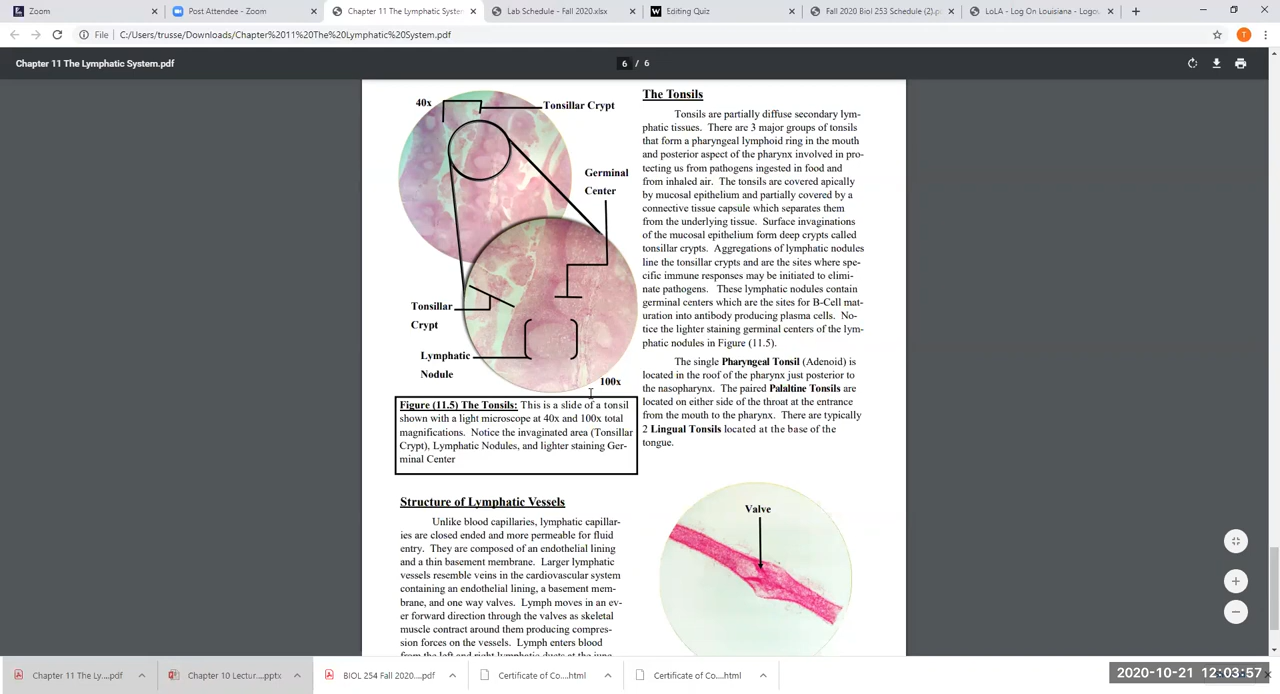 Zoom
Post Attendee - Zoom
Chapter 11 The Lymphatic System
Lab Schedule - Fall 2020.xlsx
Editing Quiz
Fall 2020 Biol 253 Schedule (2).p
LoLA - Log On Louisiana - Logou
File
C:/Users/trusse/Downloads/Chapter%2011%20The%20Lymphatic%20System.pdf
T
Chapter 11 The Lymphatic System.pdf
6 / 6
40x
Tonsillar Crypt
Germinal
Center
Tonsillar
Crypt
Lymphatic
Nodule
100x
Figure (11.5) The Tonsils: This is a slide of a tonsil
shown with a light microscope at 40x and 100x total
magnifications. Notice the invaginated area (Tonsillar
Crypt), Lymphatic Nodules, and lighter staining Ger-
minal Center
Structure of Lymphatic Vessels
Unlike blood capillaries, lymphatic capillar-
ies are closed ended and more permeable for fluid
entry. They are composed of an endothelial lining
and a thin basement membrane. Larger lymphatic
vessels resemble veins in the cardiovascular system
containing an endothelial lining, a basement mem-
brane, and one way valves. Lymph moves in an ev-
er forward direction through the valves as skeletal
muscle contract around them producing compres-
sion forces on the vessels. Lymph enters blood
from the left and right lymphatic ducts at the junc-
The Tonsils
Tonsils are partially diffuse secondary lym-
phatic tissues. There are 3 major groups of tonsils
that form a pharyngeal lymphoid ring in the mouth
and posterior aspect of the pharynx involved in pro-
tecting us from pathogens ingested in food and
from inhaled air. The tonsils are covered apically
by mucosal epithelium and partially covered by a
connective tissue capsule which separates them
from the underlying tissue. Surface invaginations
of the mucosal epithelium form deep crypts called
tonsillar crypts. Aggregations of lymphatic nodules
line the tonsillar crypts and are the sites where spe-
cific immune responses may be initiated to elimi-
nate pathogens. These lymphatic nodules contain
germinal centers which are the sites for B-Cell mat-
uration into antibody producing plasma cells. No-
tice the lighter staining germinal centers of the lym-
phatic nodules in Figure (11.5).
The single Pharyngeal Tonsil (Adenoid) is
located in the roof of the pharynx just posterior to
the nasopharynx. The paired Palaltine Tonsils are
located on either side of the throat at the entrance
from the mouth to the pharynx. There are typically
2 Lingual Tonsils located at the base of the
tongue.
Valve
Chapter 11 The Ly....pdf
Chapter 10 Lectur....pptx
BIOL 254 Fall 2020....pdf
Certificate of Co....html
Certificate of Co....html
2020-10-21 12:03:57